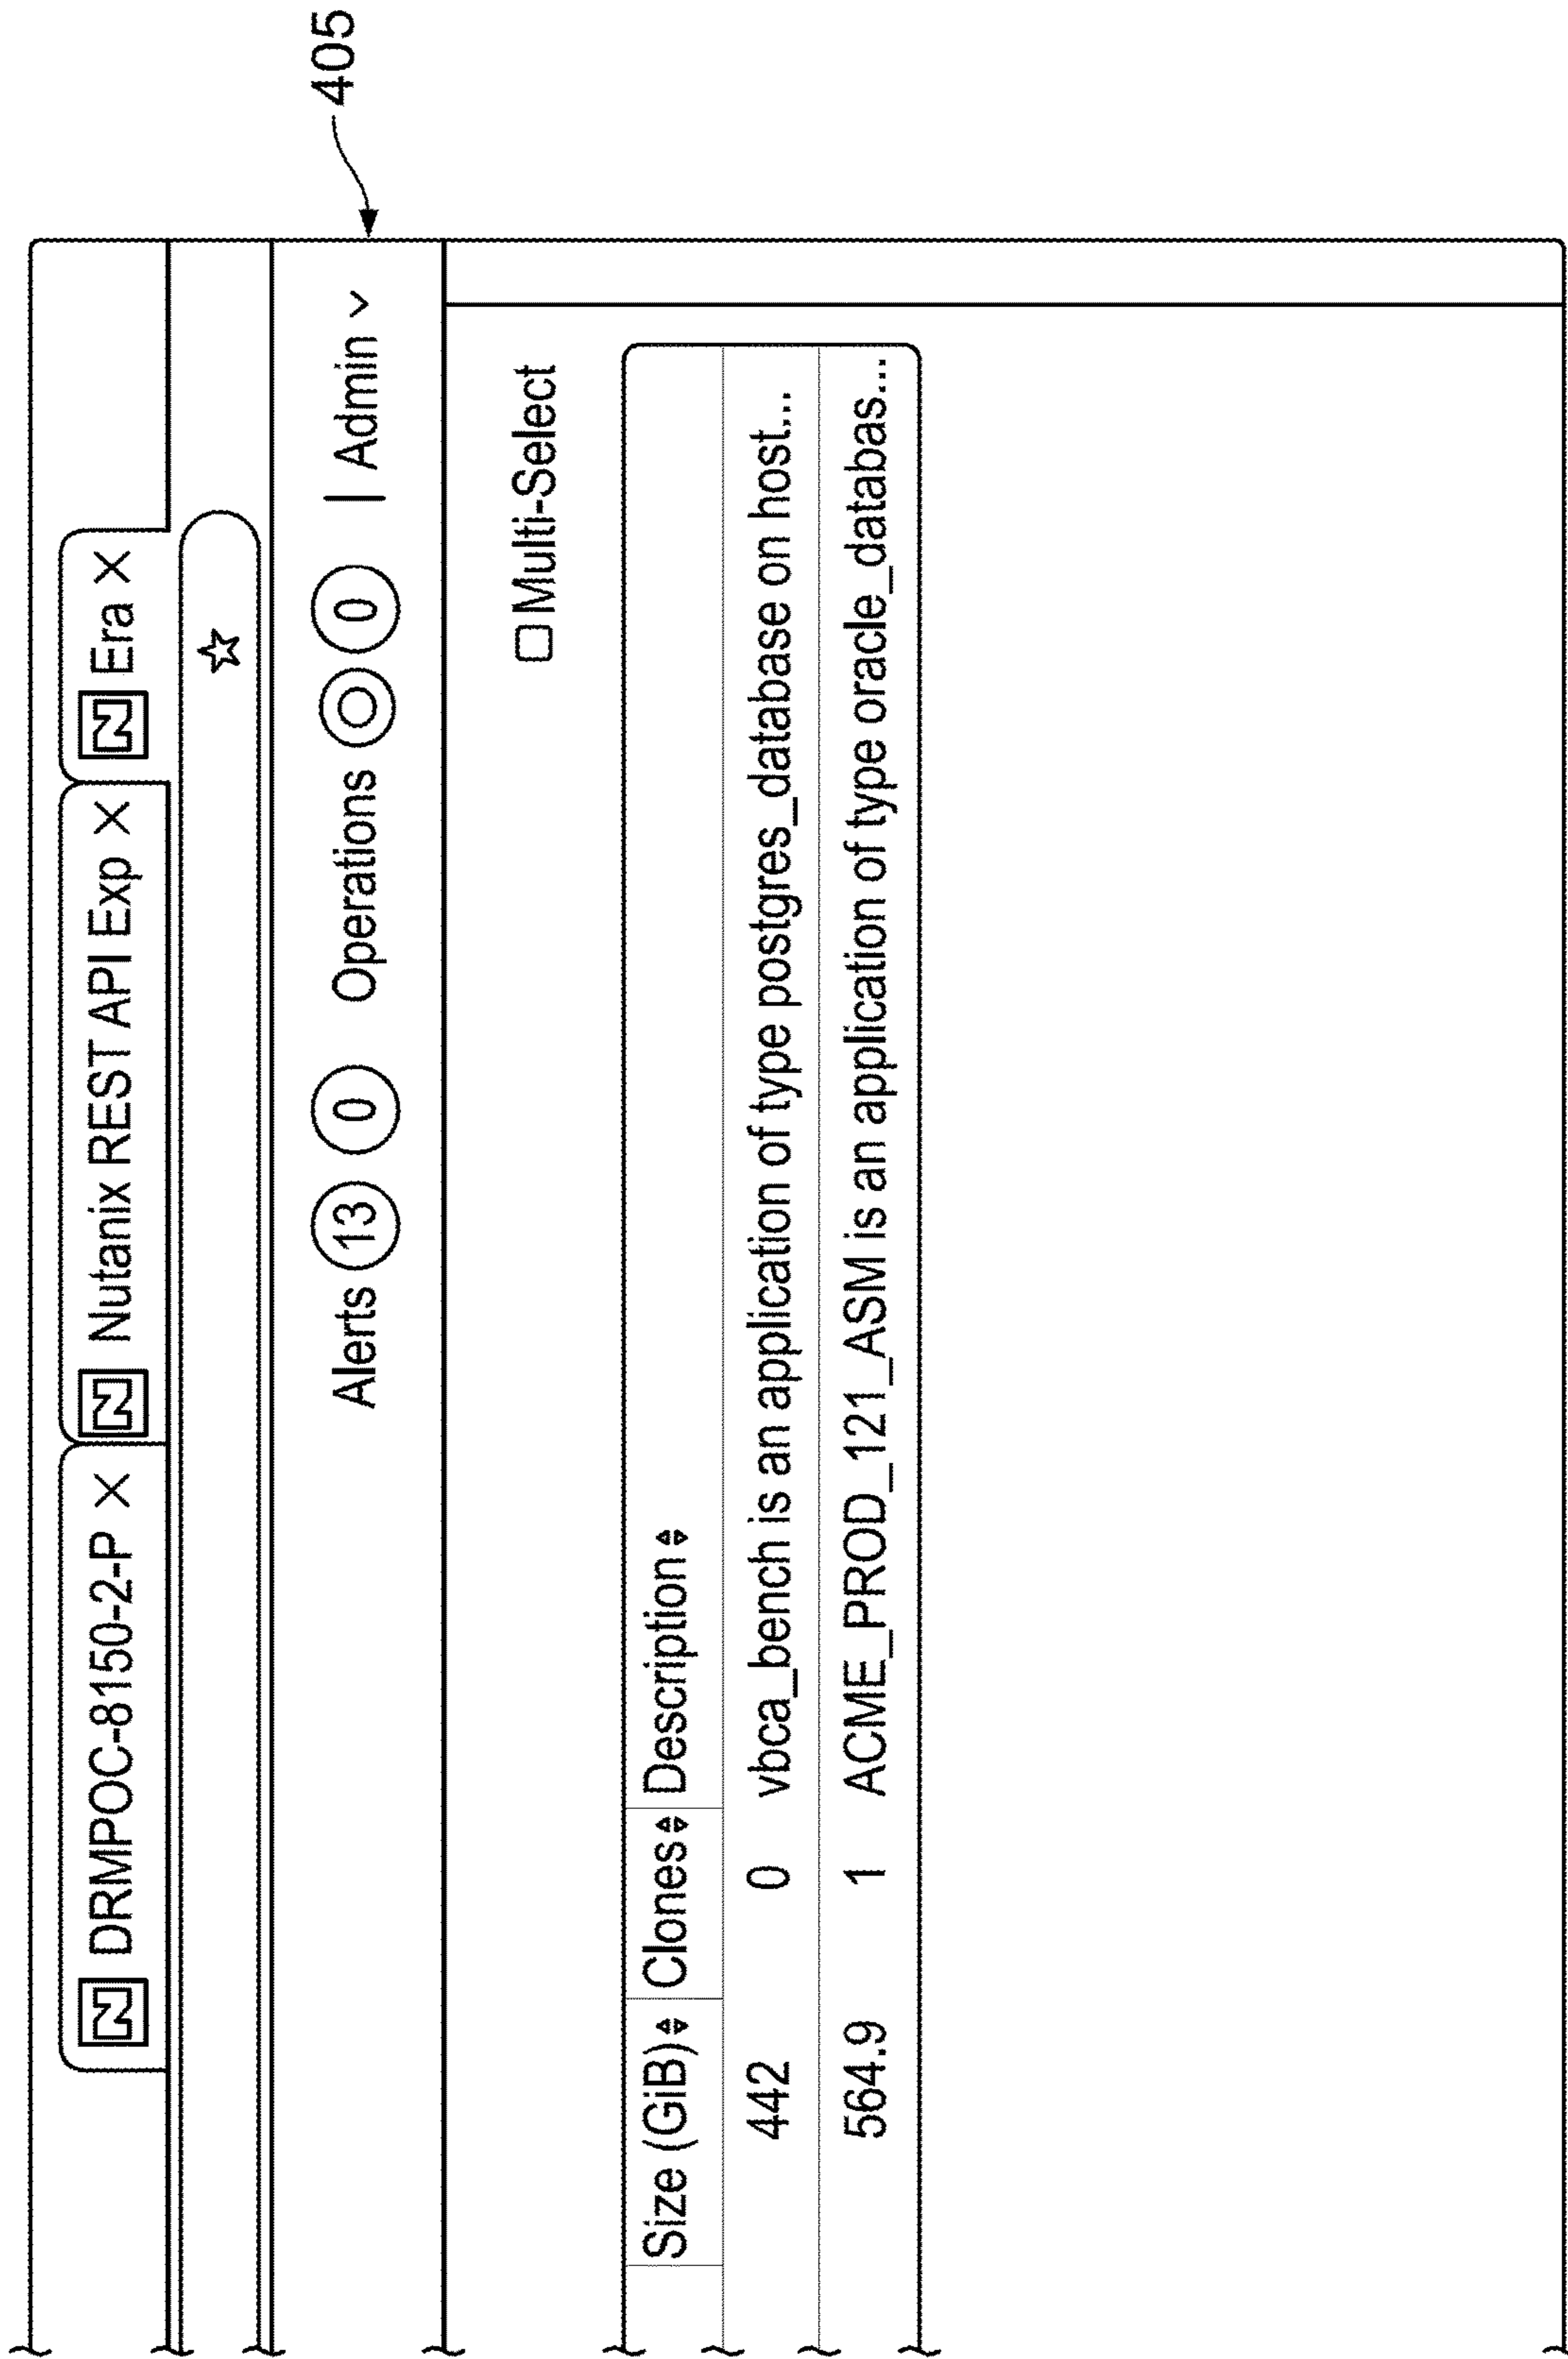 405
N DRMPOC-8150-2-P × N Nutanix REST API Exp × N Era ×
Alerts 13 0 Operations 0 | Admin
Multi-Select
Size (GiB) Clones Description
442 0 vbca_bench is an application of type postgres_database on host...
564.9 1 ACME_PROD_121_ASM is an application of type oracle_databas...